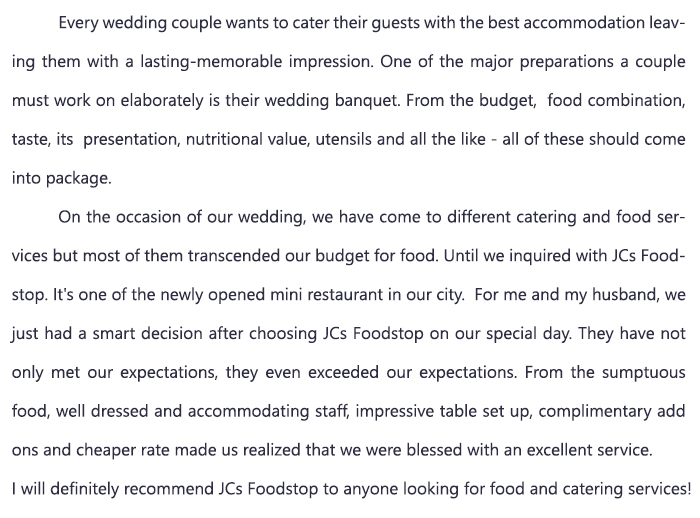 Every wedding couple wants to cater their guests with the best accommodation leav-
ing them with a lasting-memorable impression. One of the major preparations a couple
must work on elaborately is their wedding banquet. From the budget,  food combination,
taste, its  presentation, nutritional value, utensils and all the like - all of these should come
into package.
On the occasion of our wedding, we have come to different catering and food ser-
vices but most of them transcended our budget for food. Until we inquired with JCs Food-
stop. It's one of the newly opened mini restaurant in our city.  For me and my husband, we
just had a smart decision after choosing JCs Foodstop on our special day. They have not
only met our expectations, they even exceeded our expectations. From the sumptuous
food, well dressed and accommodating staff, impressive table set up, complimentary add
ons and cheaper rate made us realized that we were blessed with an excellent service.
I will definitely recommend JCs Foodstop to anyone looking for food and catering services!